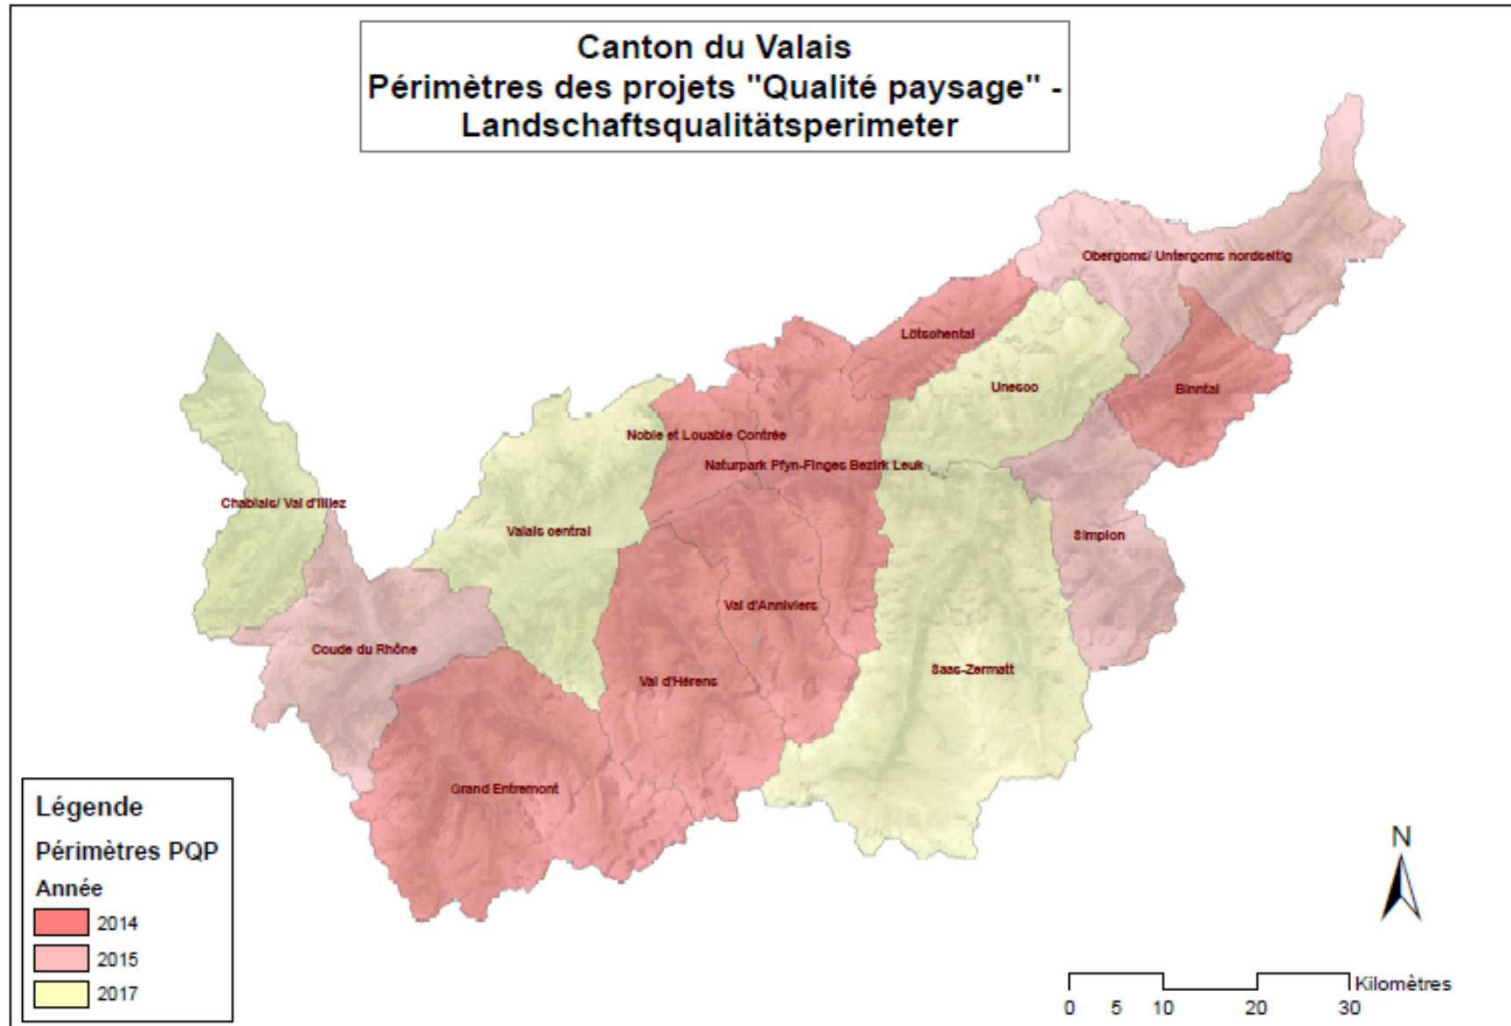 Canton du Valais
Périmètres des projets "Qualité paysage" -
Landschaftsqualitätsperimeter
Obergoms/ Untergoms nordseitig
Lötschental
Unesco
Binntal
Noble et Louable Contrée
Naturpark Pfyn-Finges Bezirk Leuk
Chablais/ Val d'Illiez
Valais central
Simplon
Val d'Anniviers
Coude du Rhône
Saas-Zermatt
Val d'Hérens
Grand Entremont
Légende
Périmètres PQP
Année
2014
2015
2017
N
Kilomètres
0 5 10 20 30